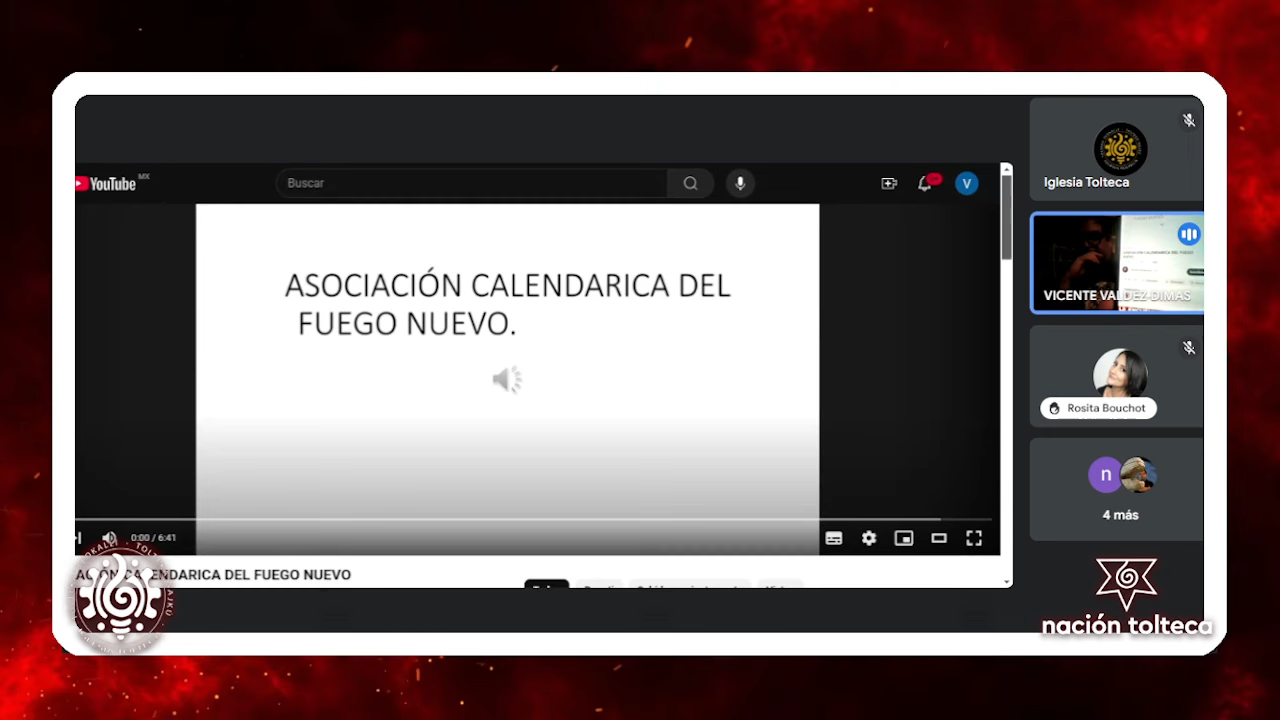 YouTube MX
Buscar
V
ASOCIACIÓN CALENDARICA DEL
FUEGO NUEVO.
0:00 / 6:41
CALENDARICA DEL FUEGO NUEVO
Iglesia Tolteca
VICENTE VALDEZ DIMAS
Rosita Bouchot
n
4 más
nación tolteca